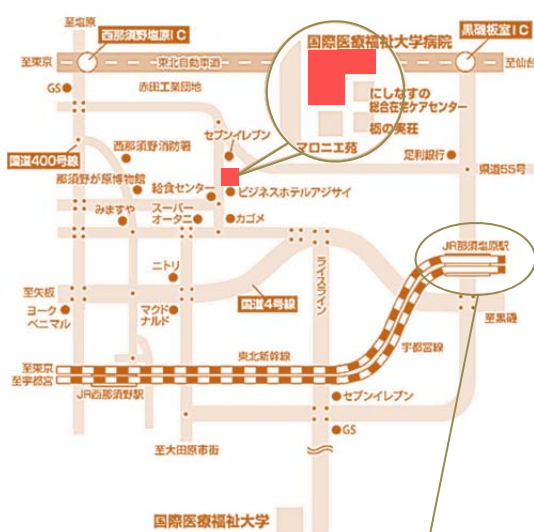 至塩原
西那須野塩原IC
国際医療福祉大学病院
黒磯板室IC
至東京
東北自動車道
至仙台
GS
赤田工業団地
にしなすの
総合在宅ケアセンター
栃の実荘
マロニエ苑
セブンイレブン
西那須野消防署
足利銀行
国道400号線
県道55号
那須野が原博物館
給食センター
ビジネスホテルアジサイ
みますや
スーパー
オータニ
カゴメ
JR那須塩原駅
ニトリ
ライスライン
至矢板
国道4号線
ヨーク
ベニマル
マクド
ナルド
至黒磯
宇都宮線
東北新幹線
至東京
至宇都宮
JR西那須野駅
セブンイレブン
GS
至大田原市街
国際医療福祉大学